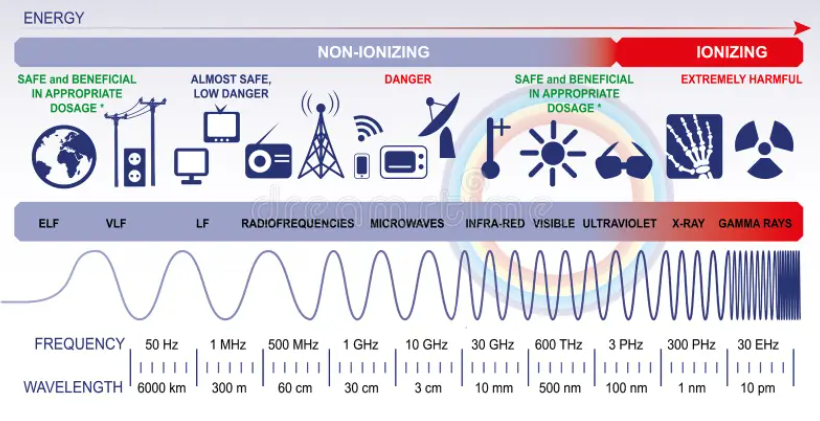 ENERGY
NON-IONIZING
IONIZING
SAFE and BENEFICIAL
IN APPROPRIATE
DOSAGE *
ALMOST SAFE,
LOW DANGER
DANGER
SAFE and BENEFICIAL
IN APPROPRIATE
DOSAGE *
EXTREMELY HARMFUL
ELF VLF LF RADIOFREQUENCIES MICROWAVES INFRA-RED VISIBLE ULTRAVIOLET X-RAY GAMMA RAYS
dreamstime
FREQUENCY 50 Hz 1 MHz 500 MHz 1 GHz 10 GHz 30 GHz 600 THz 3 PHz 300 PHz 30 EHz
WAVELENGTH 6000 km 300 m 60 cm 30 cm 3 cm 10 mm 500 nm 100 nm 1 nm 10 pm